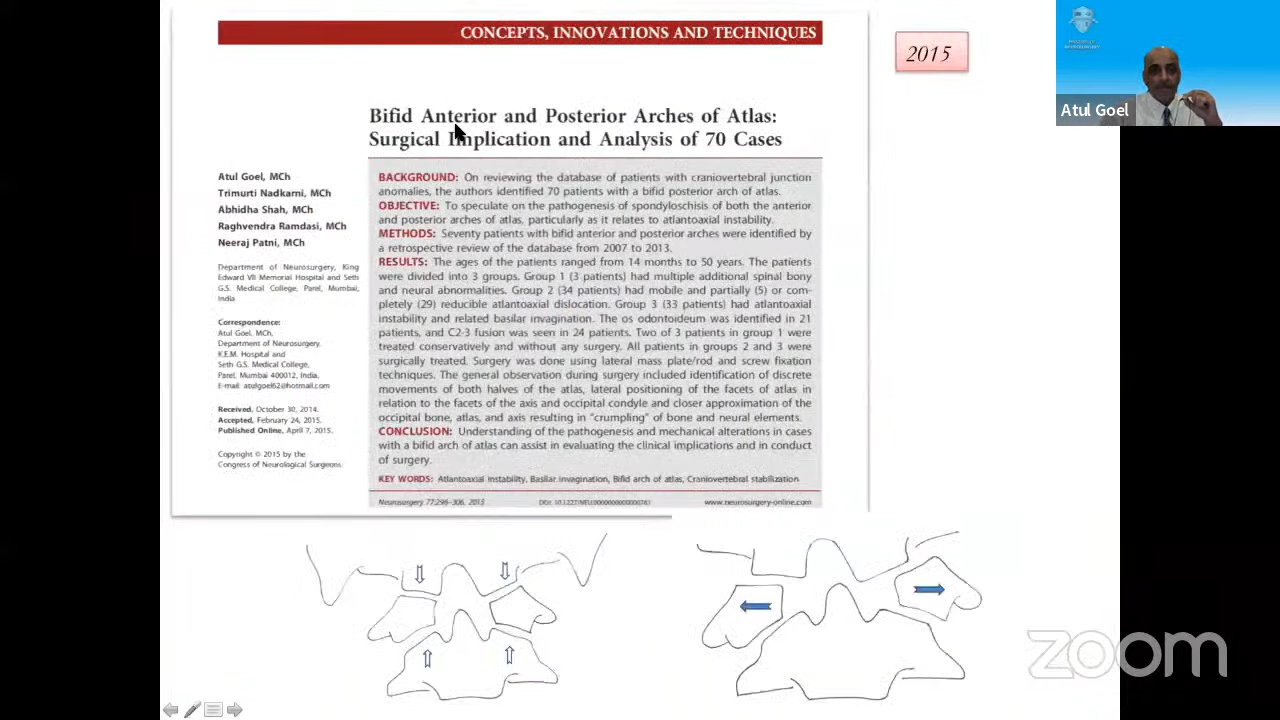 CONCEPTS, INNOVATIONS AND TECHNIQUES
2015
Atul Goel
Bifid Anterior and Posterior Arches of Atlas:
Surgical Implication and Analysis of 70 Cases
Atul Goel, MCh
Trimurti Nadkarni, MCh
Abhidha Shah, MCh
Raghvendra Ramdasi, MCh
Neeraj Patni, MCh
Department of Neurosurgery, King
Edward VII Memorial Hospital and Seth
G.S. Medical College, Parel, Mumbai,
India
Correspondence:
Atul Goel, MCh,
Department of Neurosurgery,
K.E.M. Hospital and
Seth G.S. Medical College,
Parel, Mumbai 400012, India.
E-mail: atulgoel62@hotmail.com
Received, October 30, 2014.
Accepted, February 24, 2015.
Published Online, April 7, 2015.
Copyright © 2015 by the
Congress of Neurological Surgeons.
BACKGROUND: On reviewing the database of patients with craniovertebral junction
anomalies, the authors identified 70 patients with a bifid posterior arch of atlas.
OBJECTIVE: To speculate on the pathogenesis of spondyloschisis of both the anterior
and posterior arches of atlas, particularly as it relates to atlantoaxial instability.
METHODS: Seventy patients with bifid anterior and posterior arches were identified by
a retrospective review of the database from 2007 to 2013.
RESULTS: The ages of the patients ranged from 14 months to 50 years. The patients
were divided into 3 groups. Group 1 (3 patients) had multiple additional spinal bony
and neural abnormalities. Group 2 (34 patients) had mobile and partially (5) or com-
pletely (29) reducible atlantoaxial dislocation. Group 3 (33 patients) had atlantoaxial
instability and related basilar invagination. The os odontoideum was identified in 21
patients, and C2-3 fusion was seen in 24 patients. Two of 3 patients in group 1 were
treated conservatively and without any surgery. All patients in groups 2 and 3 were
surgically treated. Surgery was done using lateral mass plate/rod and screw fixation
techniques. The general observation during surgery included identification of discrete
movements of both halves of the atlas, lateral positioning of the facets of atlas in
relation to the facets of the axis and occipital condyle and closer approximation of the
occipital bone, atlas, and axis resulting in "crumpling" of bone and neural elements.
CONCLUSION: Understanding of the pathogenesis and mechanical alterations in cases
with a bifid arch of atlas can assist in evaluating the clinical implications and in conduct
of surgery.
KEY WORDS: Atlantoaxial instability, Basilar invagination, Bifid arch of atlas, Craniovertebral stabilization
Neurosurgery 77:296–306, 2015
DOI:
www.neurosurgery-online.com
zoom